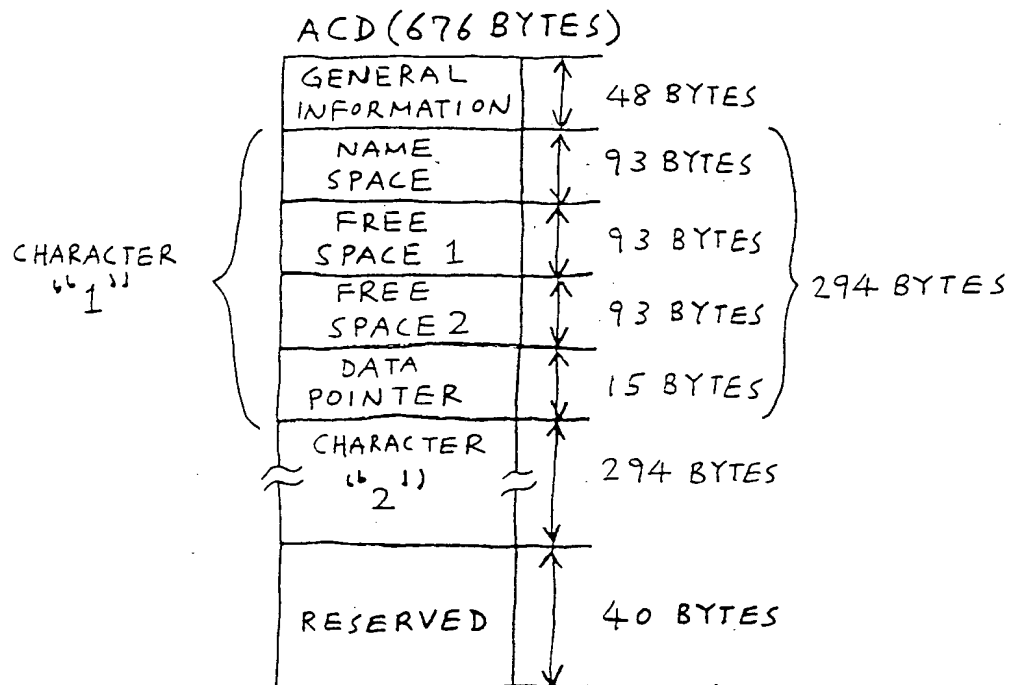 ACD (676 BYTES)
GENERAL
INFORMATION
48 BYTES
CHARACTER
"1"
NAME
SPACE
93 BYTES
FREE
SPACE 1
93 BYTES
FREE
SPACE 2
93 BYTES
DATA
POINTER
15 BYTES
294 BYTES
CHARACTER
"2"
294 BYTES
RESERVED
40 BYTES